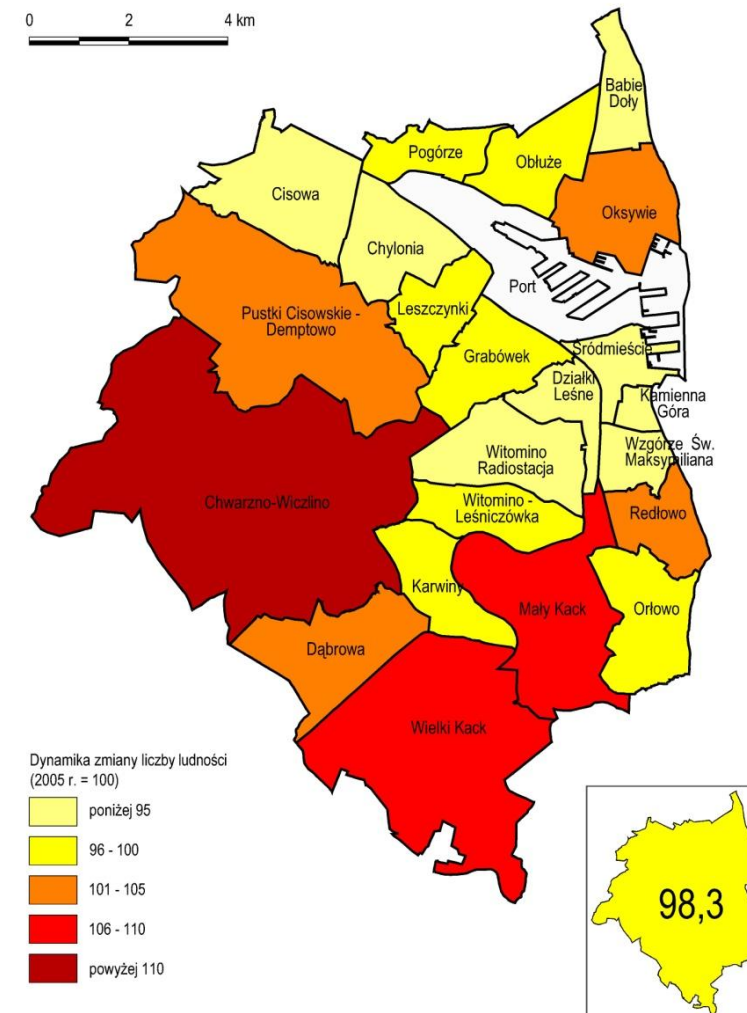 0 2 4 km
Babie
Doły
Pogórze
Obłuże
Cisowa
Oksywie
Chylonia
Port
Pustki Cisowskie -
Demptowo
Leszczynki
Grabówek
Śródmieście
Działki
Leśne
Kamienna
Góra
Witomino
Radiostacja
Wzgórze Św.
Maksymiliana
Chwarzno-Wiczlino
Witomino -
Leśniczówka
Redłowo
Karwiny
Mały Kack
Orłowo
Dąbrowa
Wielki Kack
Dynamika zmiany liczby ludności
(2005 r. = 100)
poniżej 95
96 - 100
101 - 105
106 - 110
powyżej 110
98,3